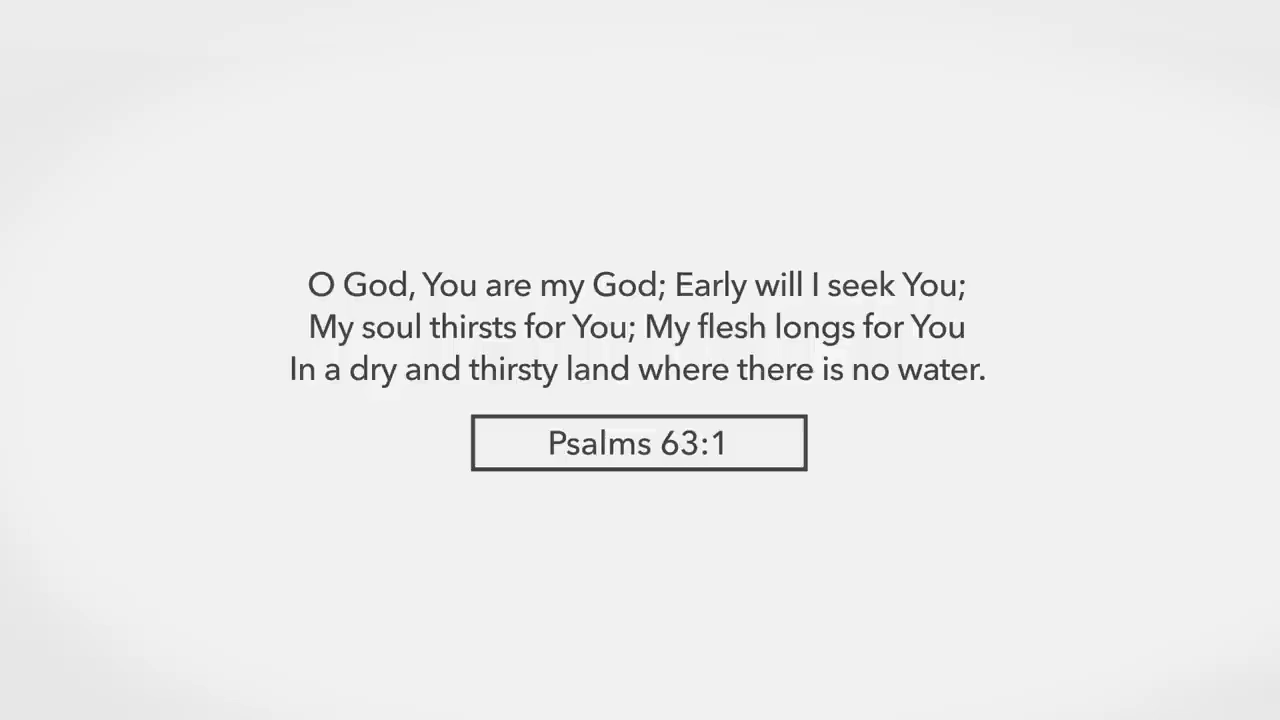 O God, You are my God; Early will I seek You;
My soul thirsts for You; My flesh longs for You
In a dry and thirsty land where there is no water.
Psalms 63:1